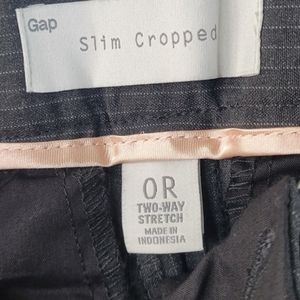 Gap
Slim Cropped
0R
TWO-WAY
STRETCH
MADE IN
INDONESIA